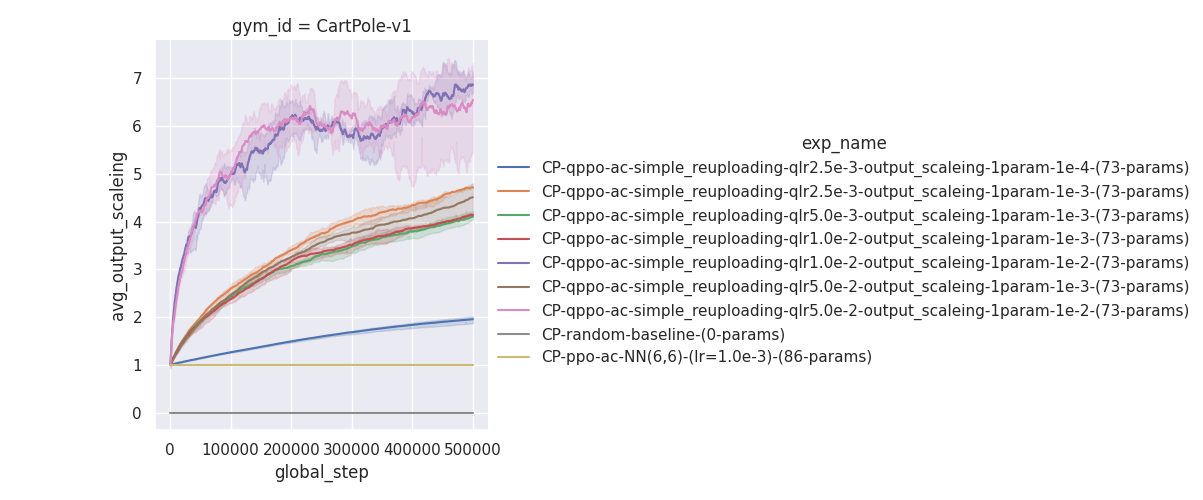 gym_id = CartPole-v1
avg_output_scaleing
7
6
5
4
3
2
1
0
0
100000
200000
300000
400000
500000
global_step
exp_name
CP-qppo-ac-simple_reuploading-qlr2.5e-3-output_scaleing-1param-1e-4-(73-params)
CP-qppo-ac-simple_reuploading-qlr2.5e-3-output_scaleing-1param-1e-3-(73-params)
CP-qppo-ac-simple_reuploading-qlr5.0e-3-output_scaleing-1param-1e-3-(73-params)
CP-qppo-ac-simple_reuploading-qlr1.0e-2-output_scaleing-1param-1e-3-(73-params)
CP-qppo-ac-simple_reuploading-qlr1.0e-2-output_scaleing-1param-1e-2-(73-params)
CP-qppo-ac-simple_reuploading-qlr5.0e-2-output_scaleing-1param-1e-3-(73-params)
CP-qppo-ac-simple_reuploading-qlr5.0e-2-output_scaleing-1param-1e-2-(73-params)
CP-random-baseline-(0-params)
CP-ppo-ac-NN(6,6)-(lr=1.0e-3)-(86-params)